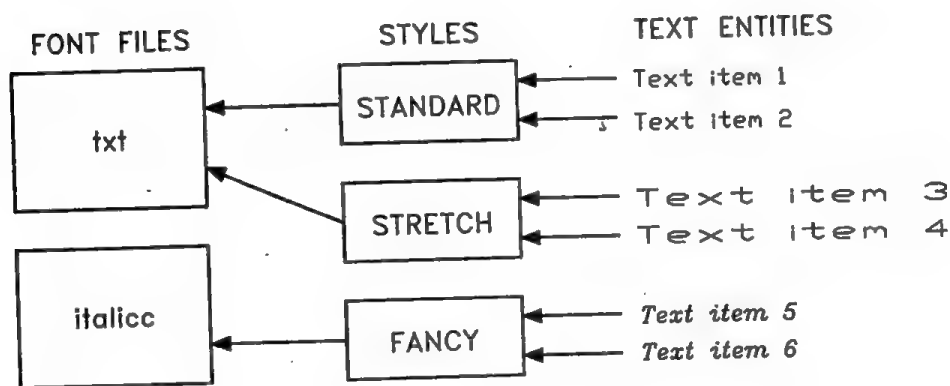 FONT FILES
STYLES
TEXT ENTITIES
txt
STANDARD
Text item 1
Text item 2
STRETCH
Text item 3
Text item 4
italicc
FANCY
Text item 5
Text item 6